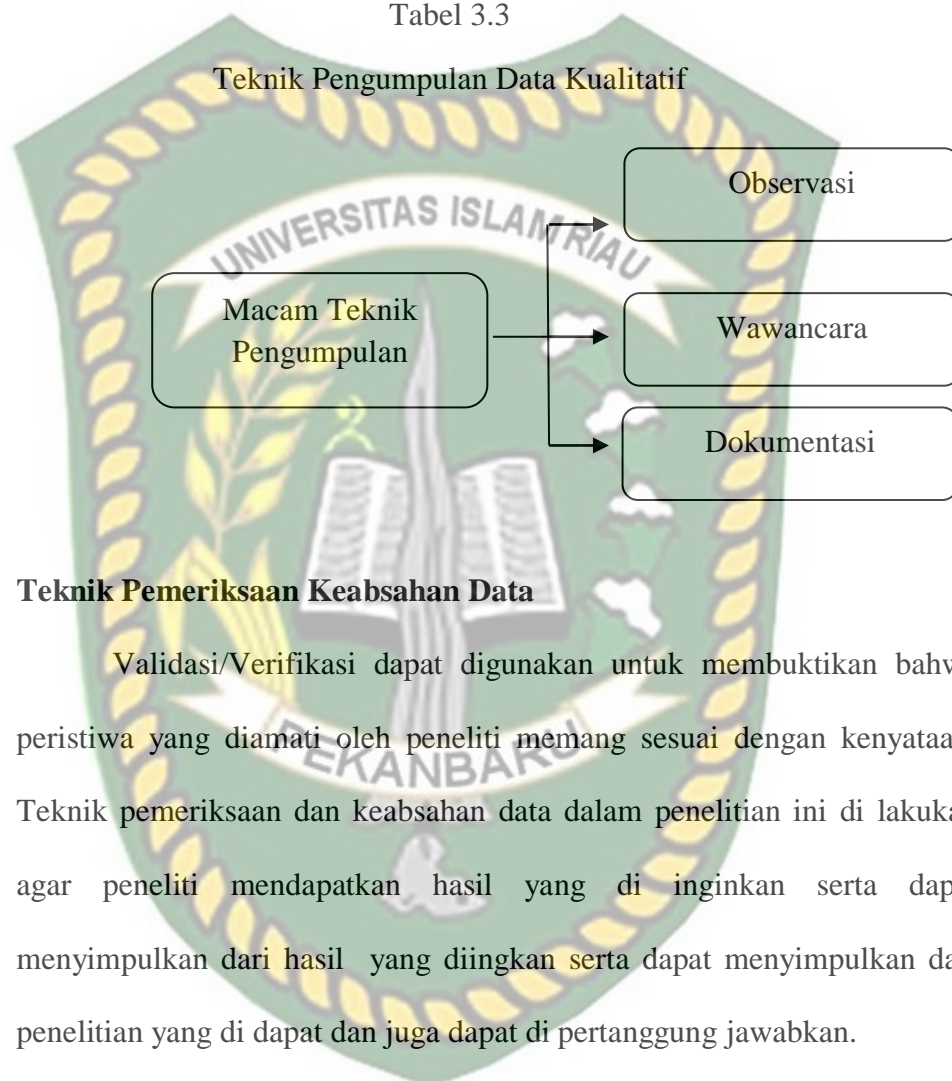 Tabel 3.3
Teknik Pengumpulan Data Kualitatif
Observasi
UNIVERSITAS ISLAM RIAU
Macam Teknik
Pengumpulan
Wawancara
Dokumentasi
Teknik Pemeriksaan Keabsahan Data
Validasi/Verifikasi dapat digunakan untuk membuktikan bahw
peristiwa yang diamati oleh peneliti memang sesuai dengan kenyataa
PEKANBARU
Teknik pemeriksaan dan keabsahan data dalam penelitian ini di lakuka
agar peneliti mendapatkan hasil yang di inginkan serta dap
menyimpulkan dari hasil yang diingkan serta dapat menyimpulkan da
penelitian yang di dapat dan juga dapat di pertanggung jawabkan.